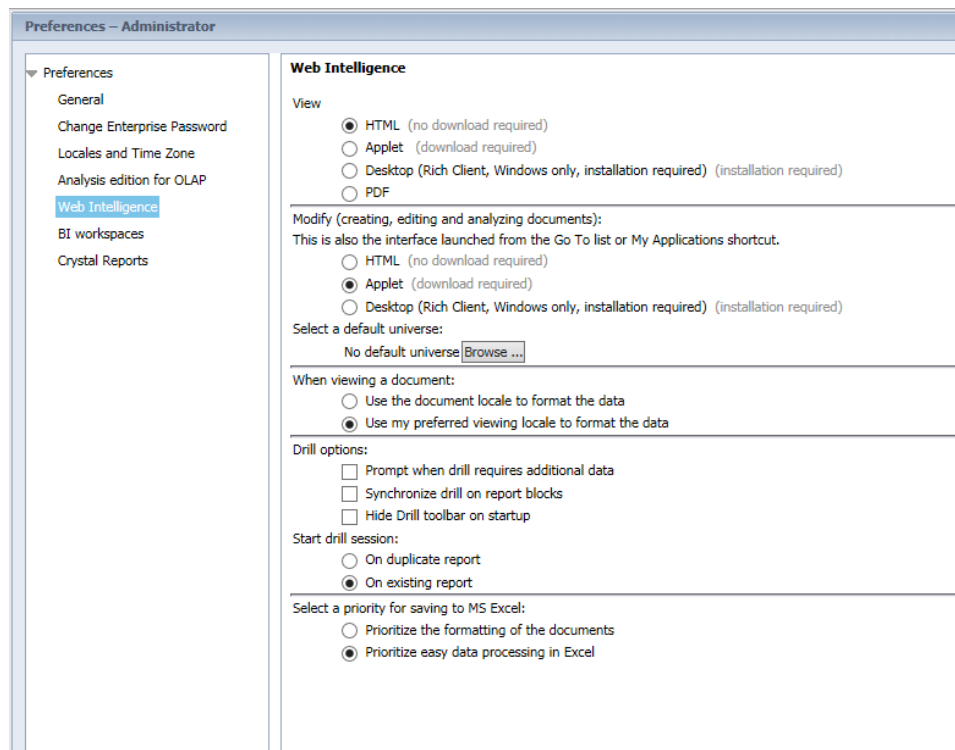 Preferences – Administrator
Preferences
General
Change Enterprise Password
Locales and Time Zone
Analysis edition for OLAP
Web Intelligence
BI workspaces
Crystal Reports
Web Intelligence
View
HTML (no download required)
Applet (download required)
Desktop (Rich Client, Windows only, installation required) (installation required)
PDF
Modify (creating, editing and analyzing documents):
This is also the interface launched from the Go To list or My Applications shortcut.
HTML (no download required)
Applet (download required)
Desktop (Rich Client, Windows only, installation required) (installation required)
Select a default universe:
No default universe Browse ...
When viewing a document:
Use the document locale to format the data
Use my preferred viewing locale to format the data
Drill options:
Prompt when drill requires additional data
Synchronize drill on report blocks
Hide Drill toolbar on startup
Start drill session:
On duplicate report
On existing report
Select a priority for saving to MS Excel:
Prioritize the formatting of the documents
Prioritize easy data processing in Excel